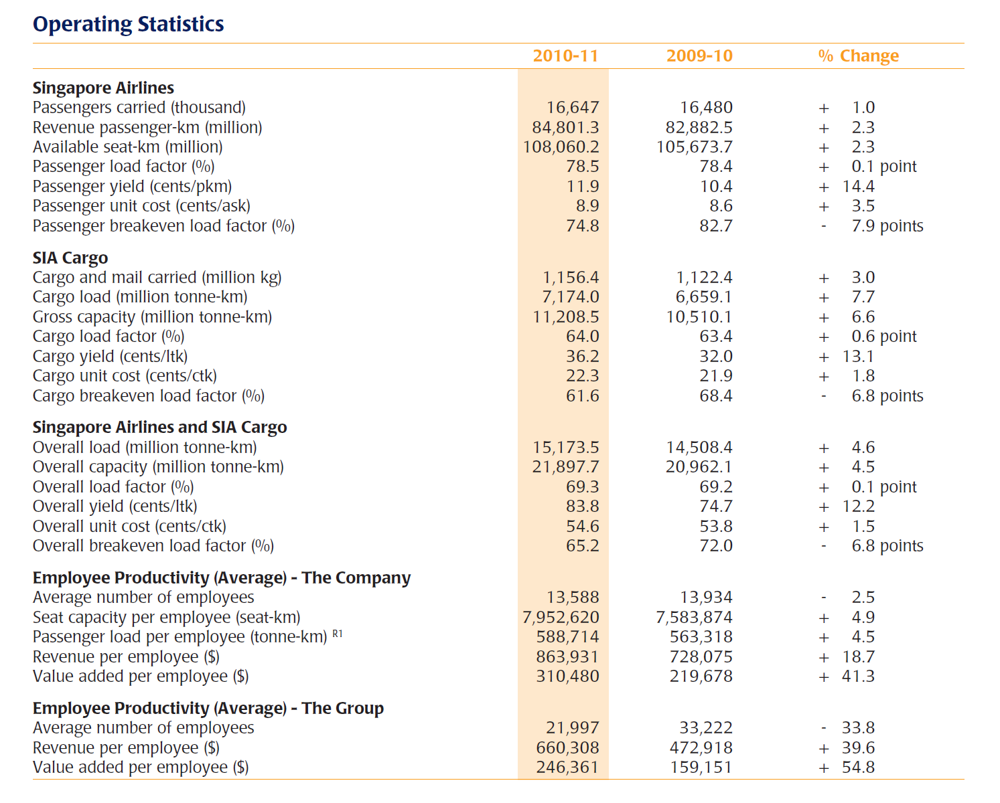 Operating Statistics
2010-11 2009-10 % Change
Singapore Airlines
Passengers carried (thousand) 16,647 16,480 + 1.0
Revenue passenger-km (million) 84,801.3 82,882.5 + 2.3
Available seat-km (million) 108,060.2 105,673.7 + 2.3
Passenger load factor (%) 78.5 78.4 + 0.1 point
Passenger yield (cents/pkm) 11.9 10.4 + 14.4
Passenger unit cost (cents/ask) 8.9 8.6 + 3.5
Passenger breakeven load factor (%) 74.8 82.7 - 7.9 points
SIA Cargo
Cargo and mail carried (million kg) 1,156.4 1,122.4 + 3.0
Cargo load (million tonne-km) 7,174.0 6,659.1 + 7.7
Gross capacity (million tonne-km) 11,208.5 10,510.1 + 6.6
Cargo load factor (%) 64.0 63.4 + 0.6 point
Cargo yield (cents/ltk) 36.2 32.0 + 13.1
Cargo unit cost (cents/ctk) 22.3 21.9 + 1.8
Cargo breakeven load factor (%) 61.6 68.4 - 6.8 points
Singapore Airlines and SIA Cargo
Overall load (million tonne-km) 15,173.5 14,508.4 + 4.6
Overall capacity (million tonne-km) 21,897.7 20,962.1 + 4.5
Overall load factor (%) 69.3 69.2 + 0.1 point
Overall yield (cents/ltk) 83.8 74.7 + 12.2
Overall unit cost (cents/ctk) 54.6 53.8 + 1.5
Overall breakeven load factor (%) 65.2 72.0 - 6.8 points
Employee Productivity (Average) - The Company
Average number of employees 13,588 13,934 - 2.5
Seat capacity per employee (seat-km) 7,952,620 7,583,874 + 4.9
Passenger load per employee (tonne-km) R1 588,714 563,318 + 4.5
Revenue per employee ($) 863,931 728,075 + 18.7
Value added per employee ($) 310,480 219,678 + 41.3
Employee Productivity (Average) - The Group
Average number of employees 21,997 33,222 - 33.8
Revenue per employee ($) 660,308 472,918 + 39.6
Value added per employee ($) 246,361 159,151 + 54.8